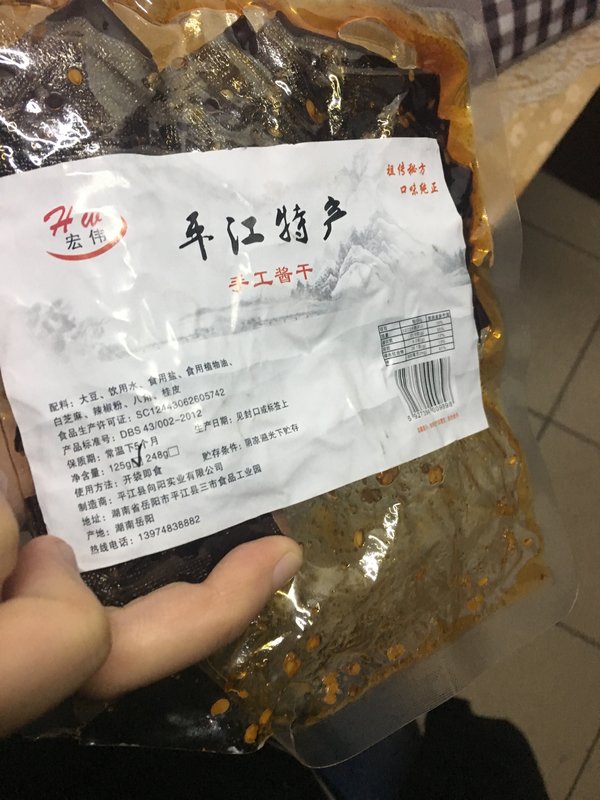 祖传秘方
口味纯正
HW
宏伟
平江特产
手工酱干
配料：大豆、饮用水、食用盐、食用植物油、
白芝麻、辣椒粉、八角、桂皮
食品生产许可证：SC12443062605742
产品标准号：DBS 43/002-2012
保质期：常温下5个月
生产日期：见封口或标签上
净含量：125g☑ 248g□
贮存条件：阴凉避光下贮存
使用方法：开袋即食
制造商：平江县向阳实业有限公司
地址：湖南省岳阳市平江县三市食品工业园
产地：湖南岳阳
热线电话：13974838882